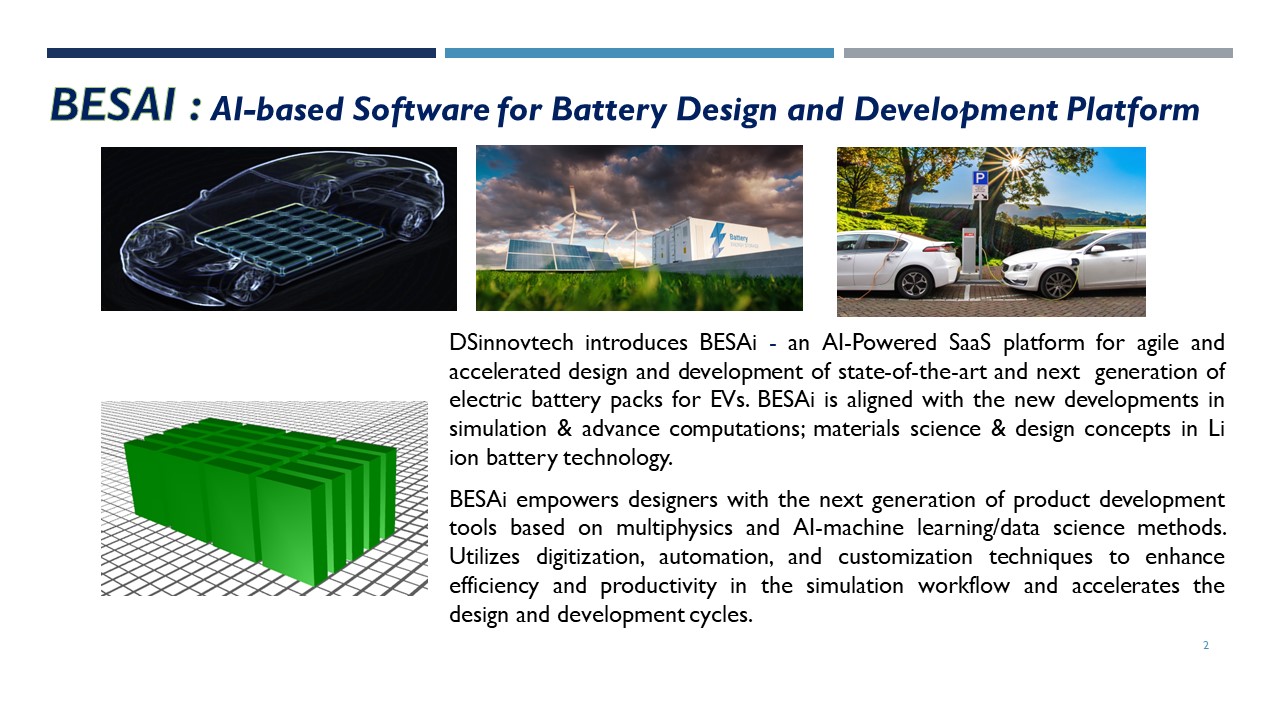 BESAI : AI-based Software for Battery Design and Development Platform
Battery
P
DSinnovtech introduces BESAi - an AI-Powered SaaS platform for agile and
accelerated design and development of state-of-the-art and next generation of
electric battery packs for EVs. BESAi is aligned with the new developments in
simulation & advance computations; materials science & design concepts in Li
ion battery technology.
BESAi empowers designers with the next generation of product development
tools based on multiphysics and AI-machine learning/data science methods.
Utilizes digitization, automation, and customization techniques to enhance
efficiency and productivity in the simulation workflow and accelerates the
design and development cycles.
2